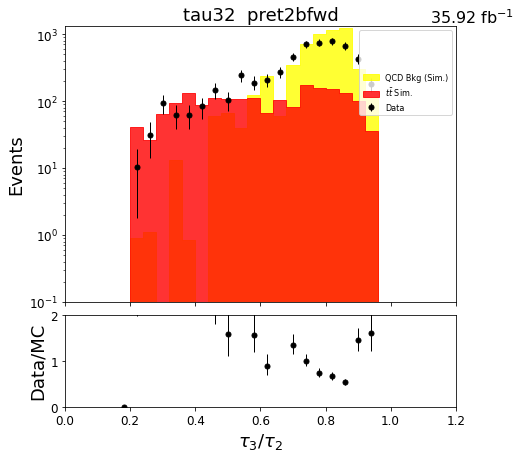 tau32 pret2bfwd
35.92 fb⁻¹
QCD Bkg (Sim.)
tt̄ Sim.
Data
Events
10³
10²
10¹
10⁰
10⁻¹
Data/MC
2
1
0
0.0 0.2 0.4 0.6 0.8 1.0 1.2
τ₃/τ₂